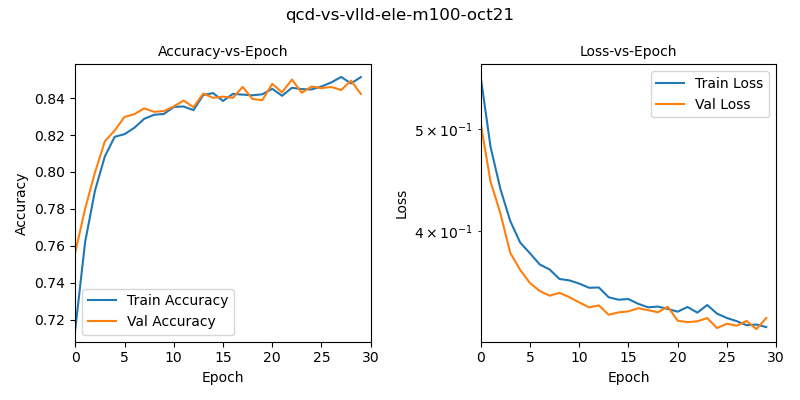 qcd-vs-vlld-ele-m100-oct21
Accuracy-vs-Epoch
Accuracy
0.84
0.82
0.80
0.78
0.76
0.74
0.72
0
5
10
15
20
25
30
Epoch
Train Accuracy
Val Accuracy
Loss-vs-Epoch
Loss
5 × 10⁻¹
4 × 10⁻¹
0
5
10
15
20
25
30
Epoch
Train Loss
Val Loss